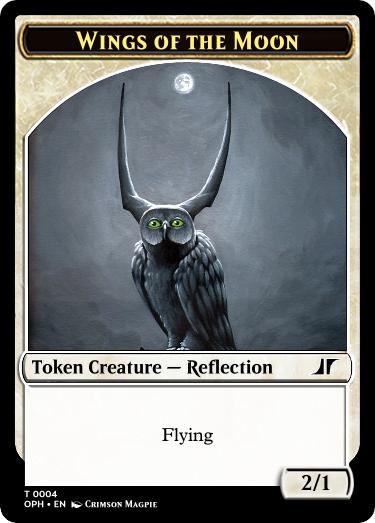 Wings of the Moon
Token Creature — Reflection
Flying
2/1
T 0004
OPH • EN Crimson Magpie